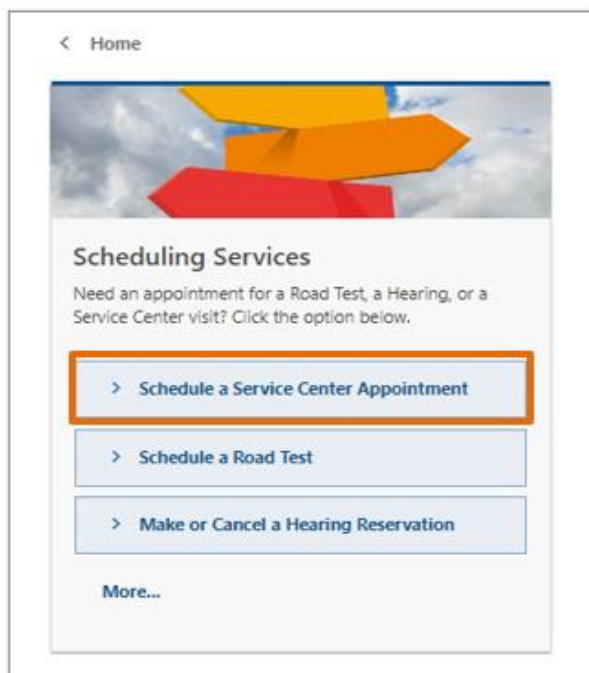 < Home
Scheduling Services
Need an appointment for a Road Test, a Hearing, or a
Service Center visit? Click the option below.
> Schedule a Service Center Appointment
> Schedule a Road Test
> Make or Cancel a Hearing Reservation
More...